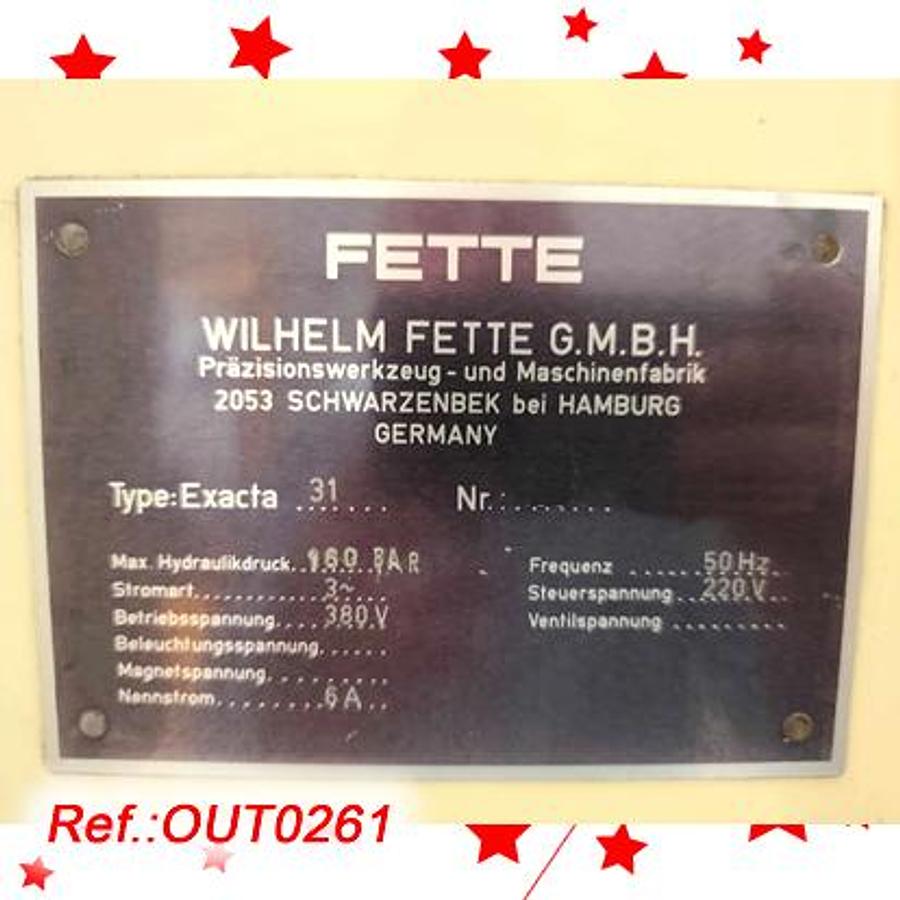 FETTE
WILHELM FETTE G.M.B.H.
Präzisionswerkzeug - und Maschinenfabrik
2053 SCHWARZENBEK bei HAMBURG
GERMANY
Type: Exacta 31 Nr.:
Max. Hydraulikdruck 160 BAR Frequenz 50 Hz
Stromart 3~ Steuerspannung 220 V
Betriebsspannung 380 V Ventilspannung
Beleuchtungsspannung
Magnetspannung
Nennstrom 6 A
Ref.:OUT0261